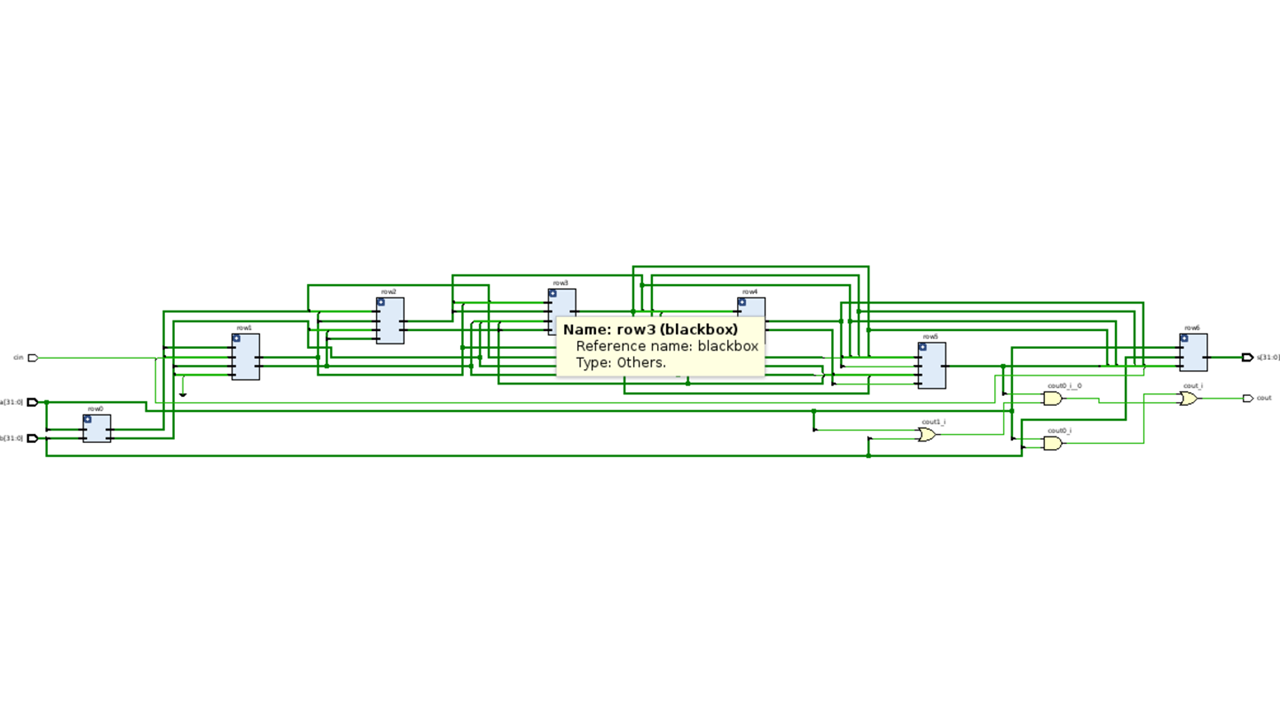 row3
row2
row4
row1
row6
Name: row3 (blackbox)
Reference name: blackbox
Type: Others.
row5
cin
s[31:0]
cout0_i__0
cout_i
a[31:0]
cout
row0
cout1_i
cout0_i
b[31:0]